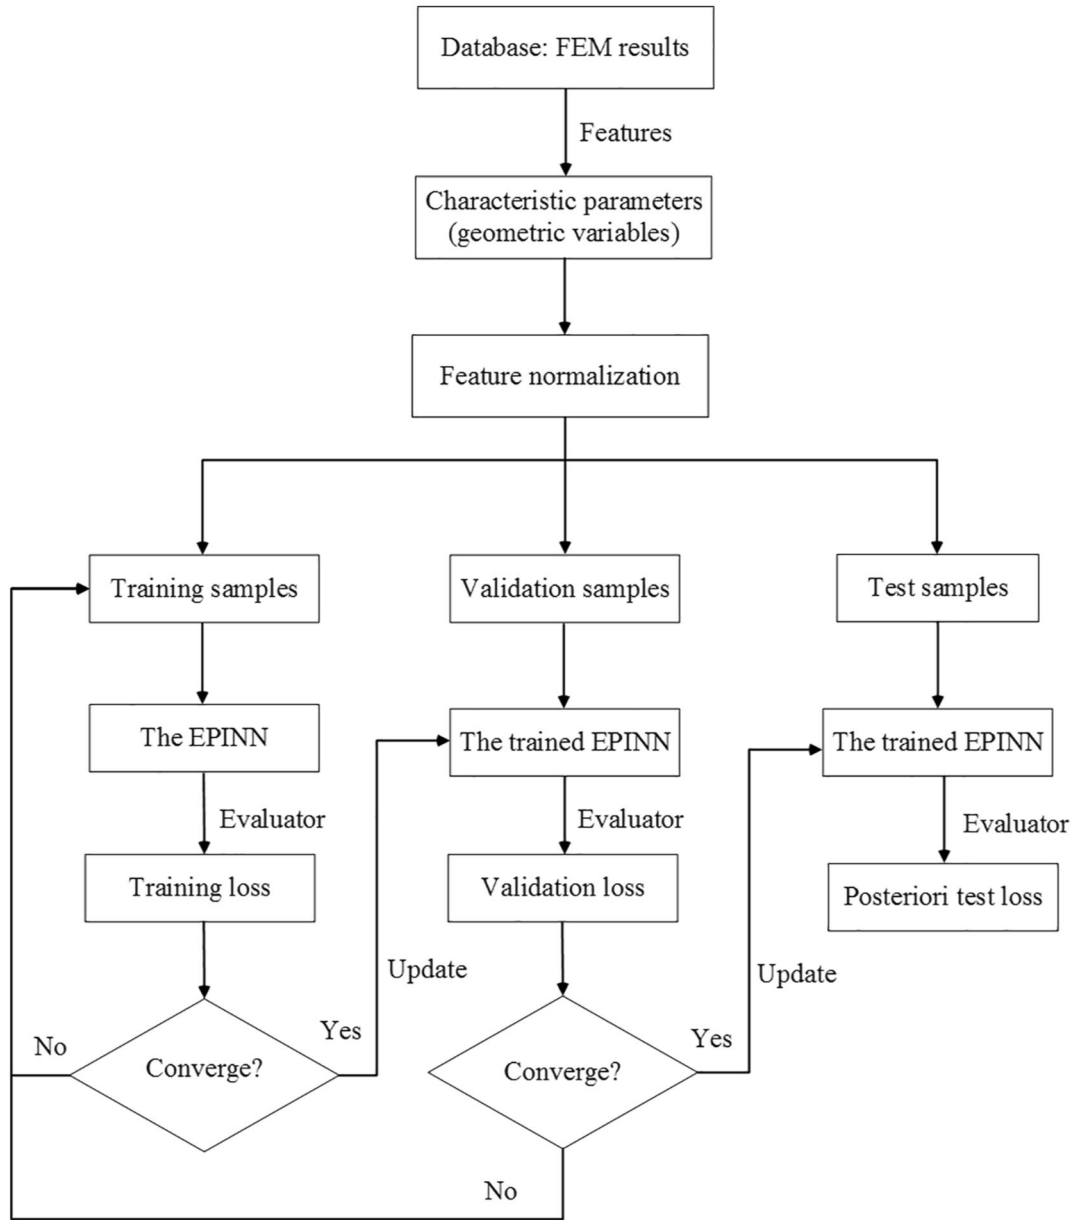 Database: FEM results
Features
Characteristic parameters
(geometric variables)
Feature normalization
Training samples
Validation samples
Test samples
The EPINN
The trained EPINN
The trained EPINN
Evaluator
Evaluator
Evaluator
Training loss
Validation loss
Posteriori test loss
Update
Update
No
Yes
Yes
Converge?
Converge?
No